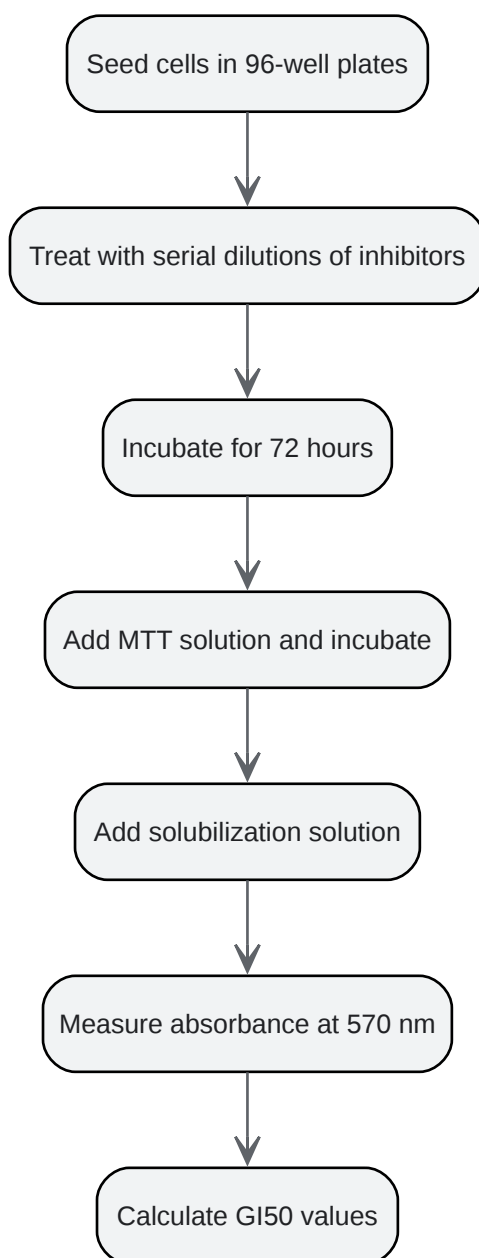 Seed cells in 96-well plates
Treat with serial dilutions of inhibitors
Incubate for 72 hours
Add MTT solution and incubate
Add solubilization solution
Measure absorbance at 570 nm
Calculate GI50 values